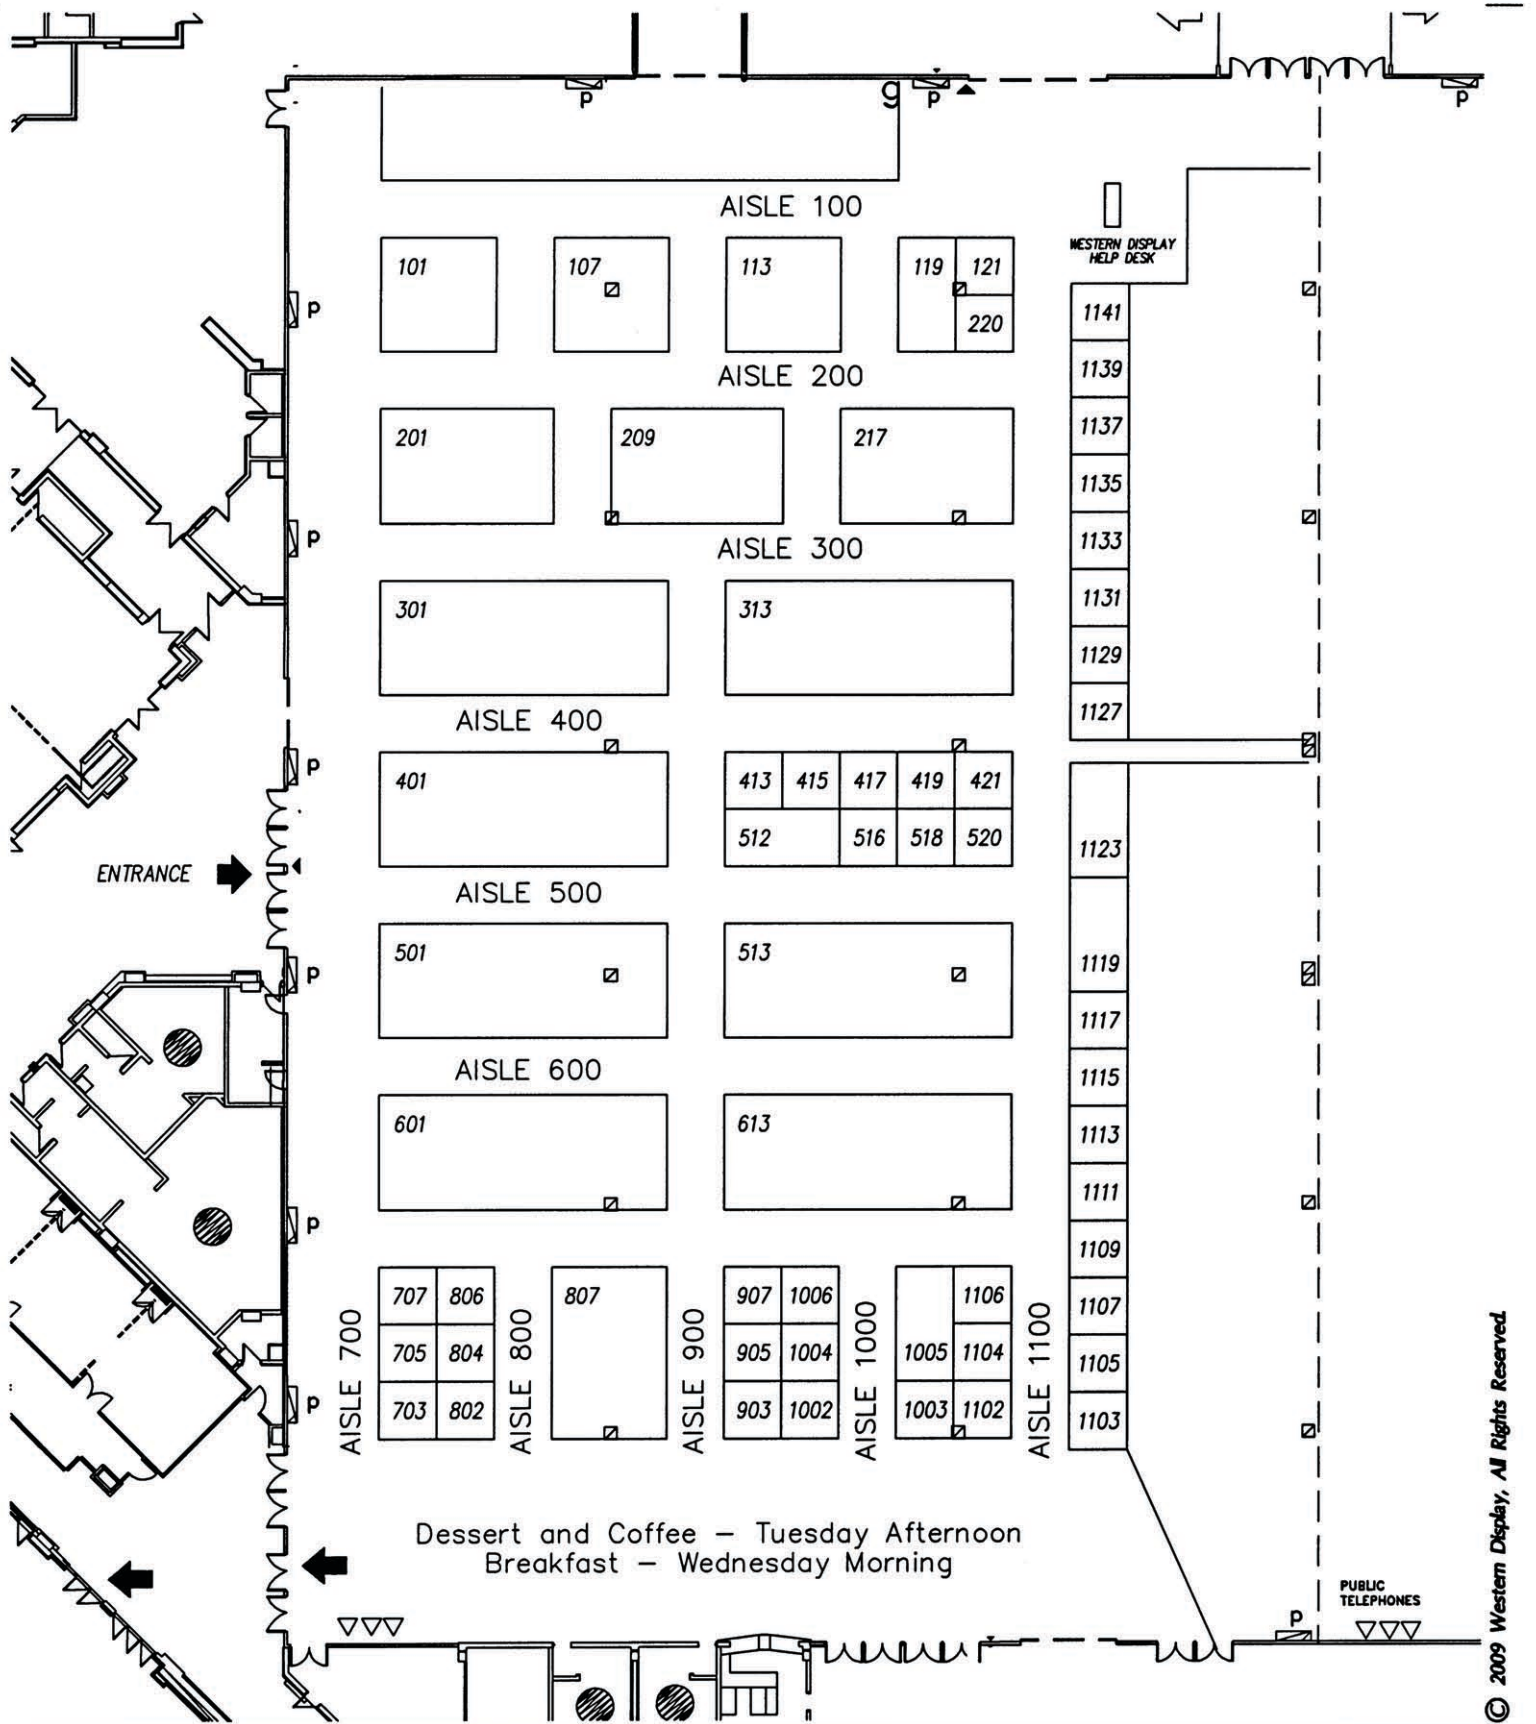 p
g
p
p
AISLE 100
WESTERN DISPLAY
HELP DESK
101
107
113
119
121
220
p
1141
AISLE 200
1139
201
209
217
1137
1135
p
AISLE 300
1133
301
313
1131
1129
AISLE 400
1127
p
401
413
415
417
419
421
512
516
518
520
1123
ENTRANCE
AISLE 500
501
513
1119
p
1117
AISLE 600
1115
601
613
1113
1111
p
1109
707
806
807
907
1006
1106
1107
705
804
905
1004
1005
1104
1105
703
802
903
1002
1003
1102
1103
p
AISLE 700
AISLE 800
AISLE 900
AISLE 1000
AISLE 1100
Dessert and Coffee – Tuesday Afternoon
Breakfast – Wednesday Morning
PUBLIC
TELEPHONES
p
© 2009 Western Display, All Rights Reserved.